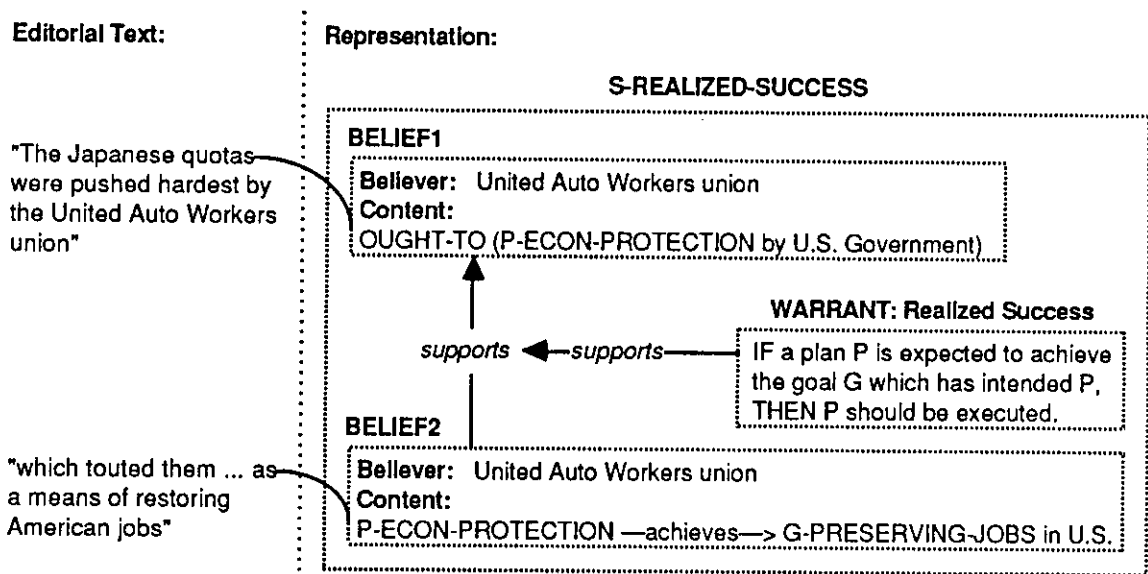 Editorial Text:
Representation:
S-REALIZED-SUCCESS
BELIEF1
"The Japanese quotas
were pushed hardest by
the United Auto Workers
union"
Believer: United Auto Workers union
Content:
OUGHT-TO (P-ECON-PROTECTION by U.S. Government)
WARRANT: Realized Success
supports
supports
IF a plan P is expected to achieve
the goal G which has intended P,
THEN P should be executed.
BELIEF2
"which touted them ... as
a means of restoring
American jobs"
Believer: United Auto Workers union
Content:
P-ECON-PROTECTION —achieves—> G-PRESERVING-JOBS in U.S.